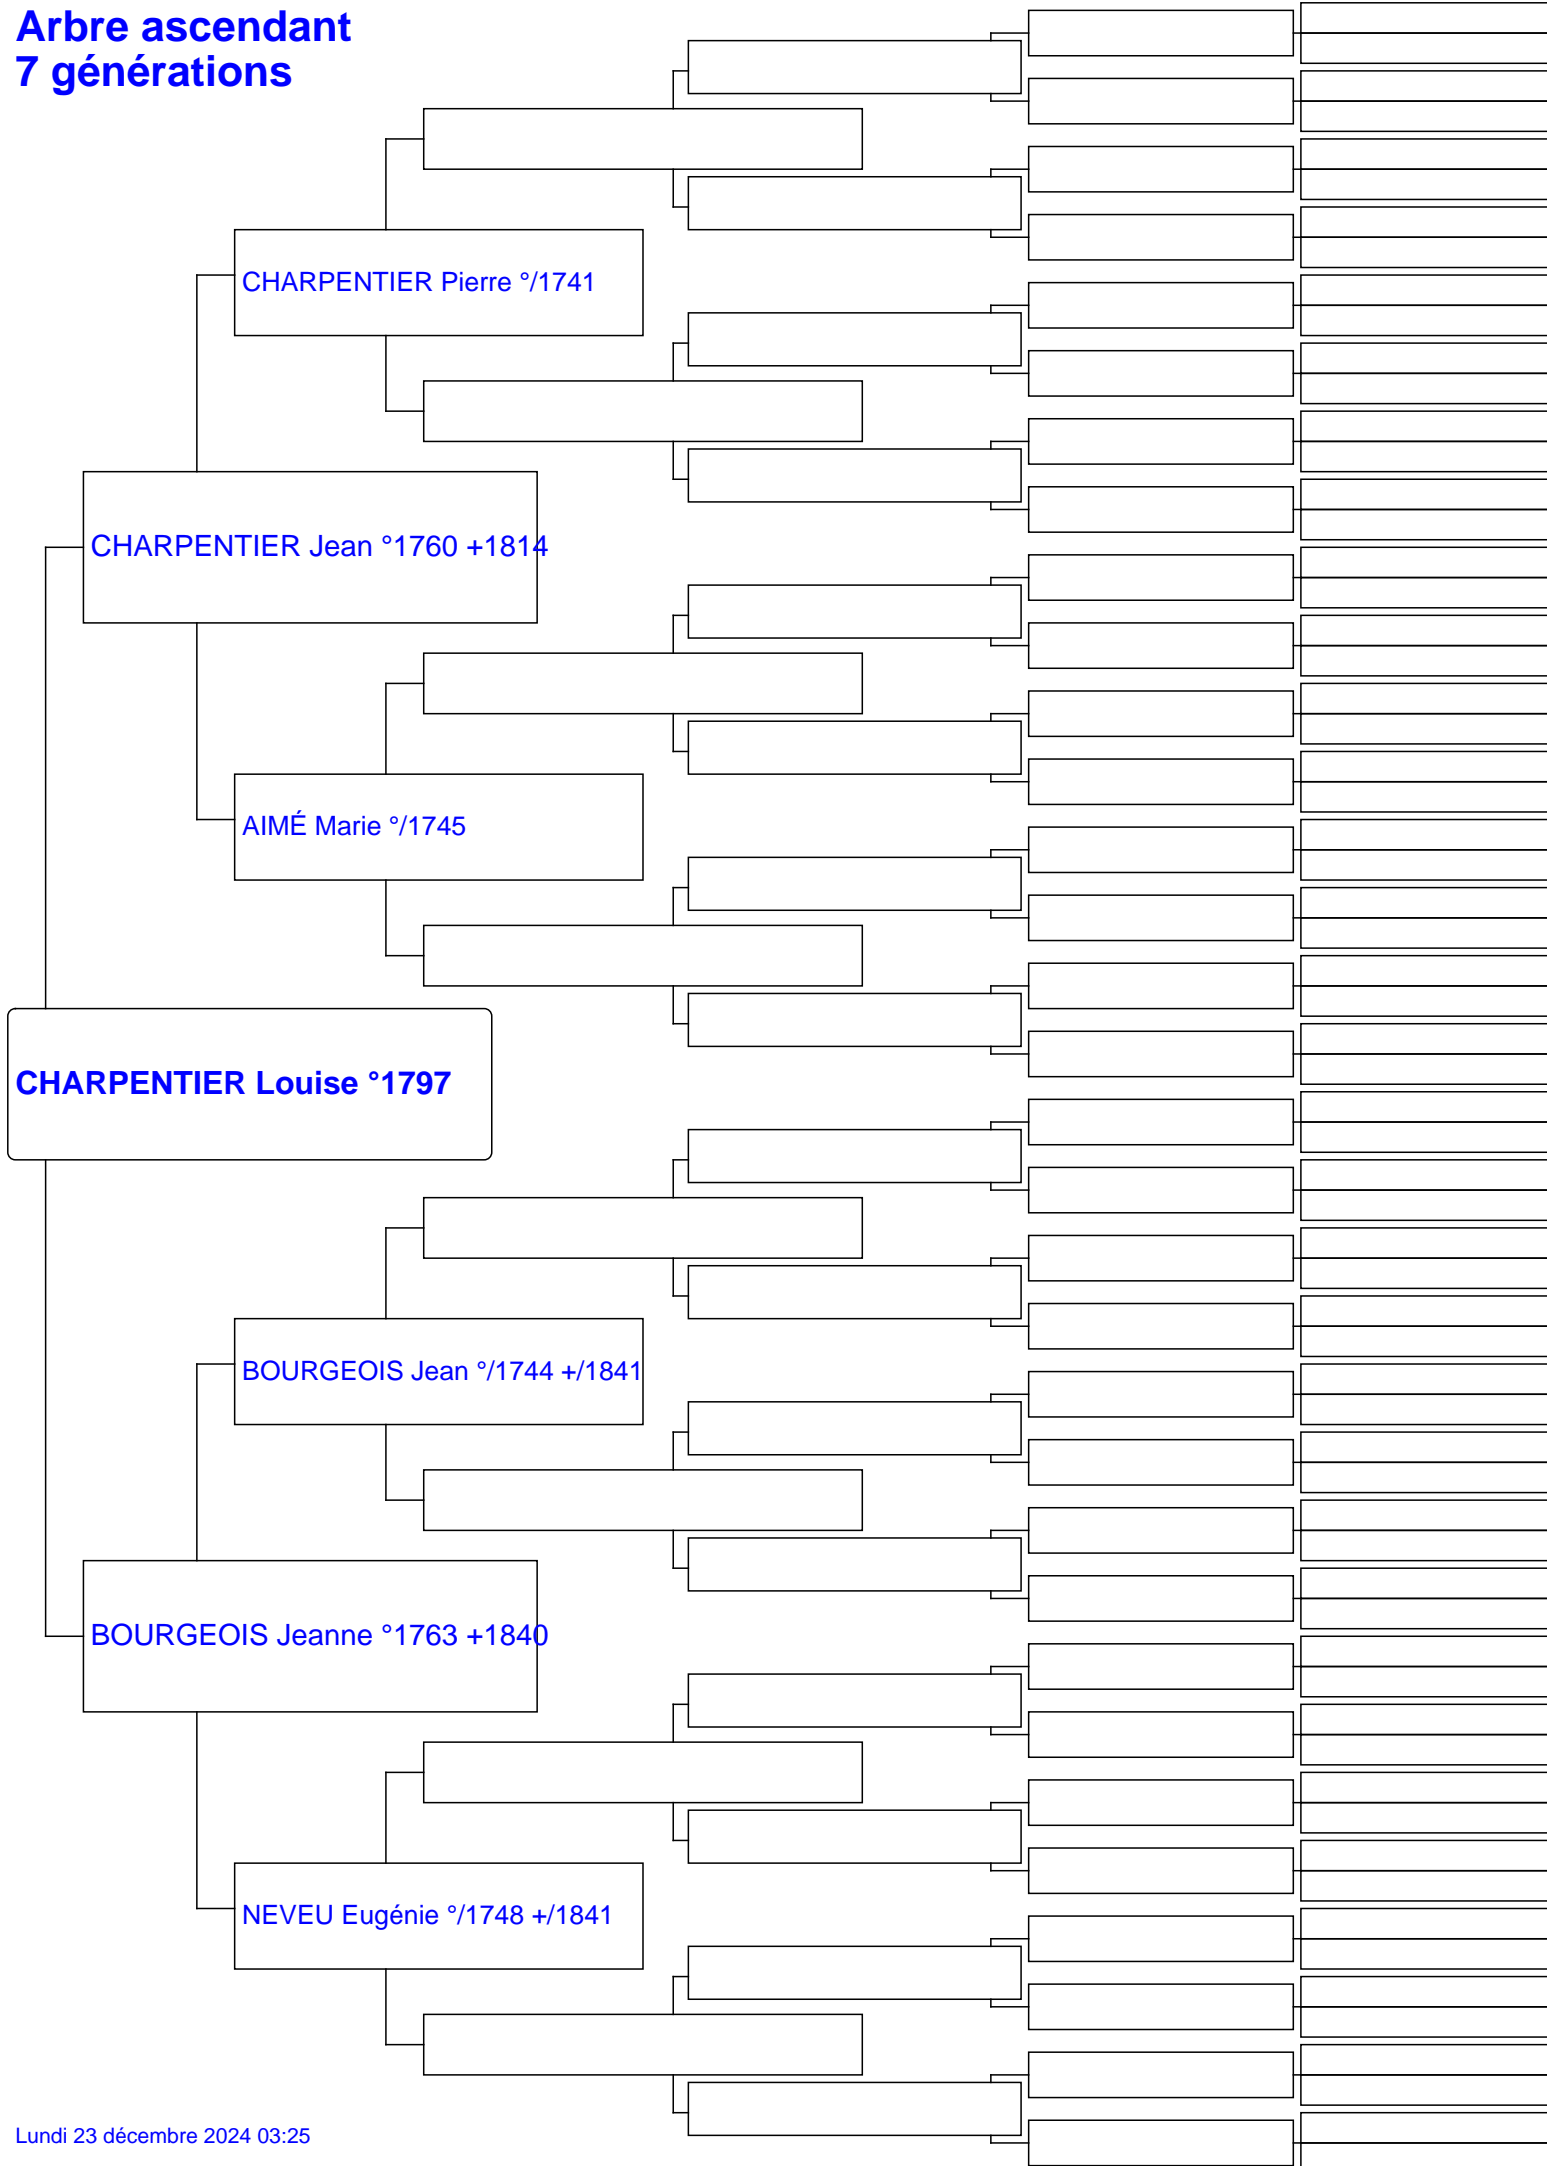 Arbre ascendant
7 générations
CHARPENTIER Pierre °/1741
CHARPENTIER Jean °1760 +1814
AIMÉ Marie °/1745
CHARPENTIER Louise °1797
BOURGEOIS Jean °/1744 +/1841
BOURGEOIS Jeanne °1763 +1840
NEVEU Eugénie °/1748 +/1841
Lundi 23 décembre 2024 03:25